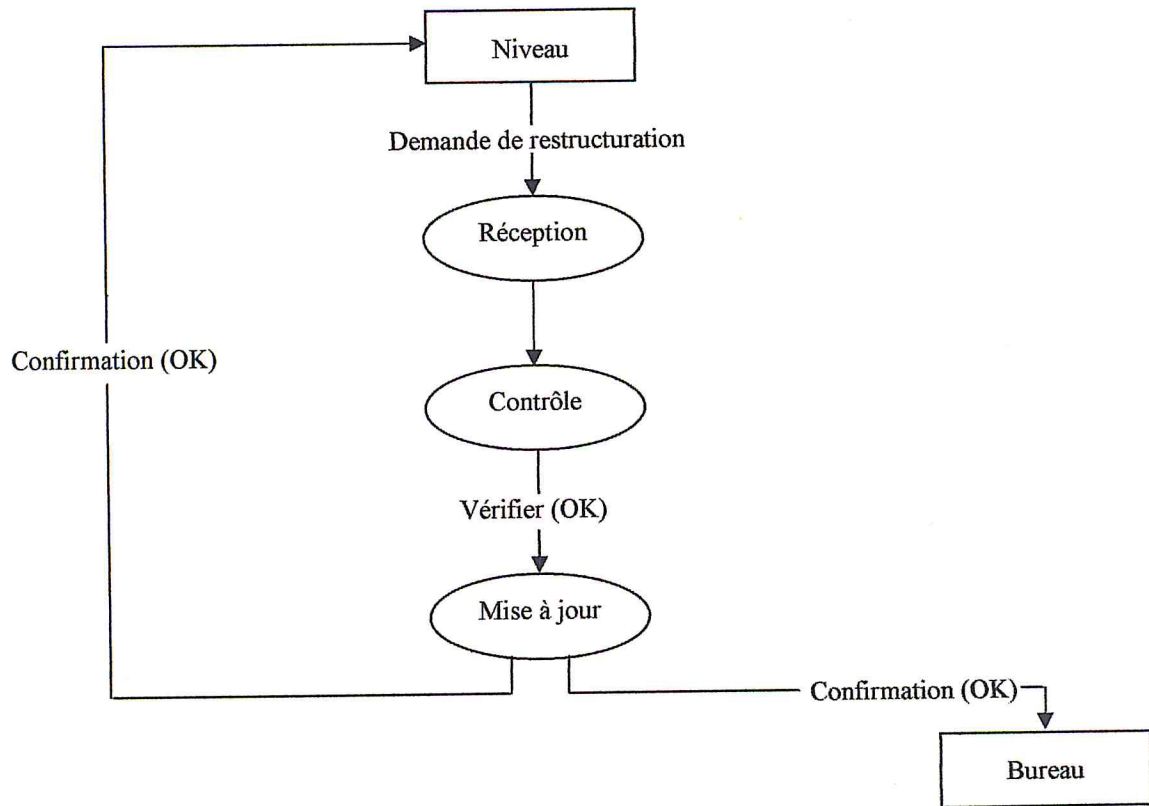 Niveau
Demande de restructuration
Réception
Confirmation (OK)
Contrôle
Vérifier (OK)
Mise à jour
Confirmation (OK)
Bureau